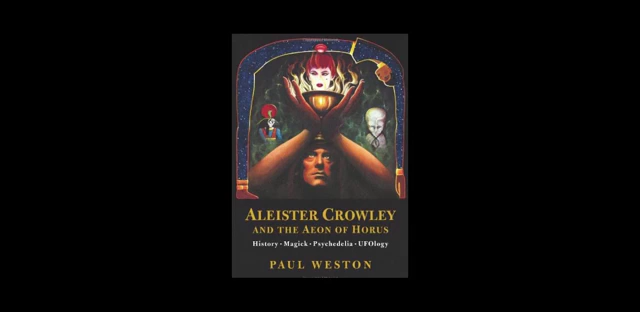 ALEISTER CROWLEY
AND THE AEON OF HORUS
History · Magick · Psychedelia · UFOlogy
PAUL WESTON